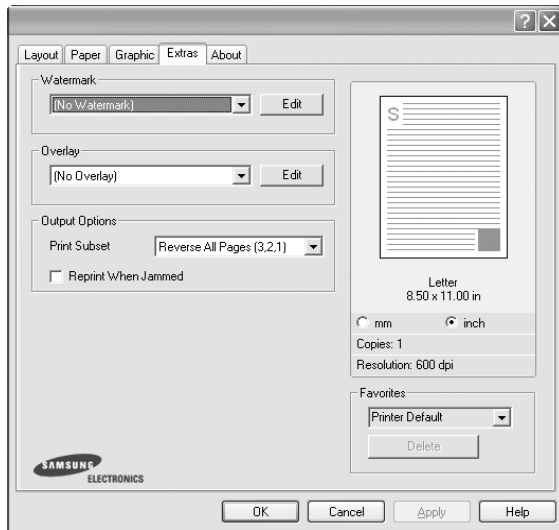 Layout Paper Graphic Extras About
Watermark
(No Watermark) Edit
Overlay
(No Overlay) Edit
Output Options
Print Subset Reverse All Pages (3,2,1)
Reprint When Jammed
S
Letter
8.50 x 11.00 in
mm inch
Copies: 1
Resolution: 600 dpi
Favorites
Printer Default
Delete
SAMSUNG
ELECTRONICS
OK Cancel Apply Help